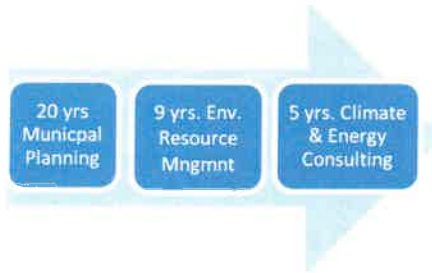 20 yrs
Municpal
Planning
9 yrs. Env.
Resource
Mngmnt
5 yrs. Climate
& Energy
Consulting